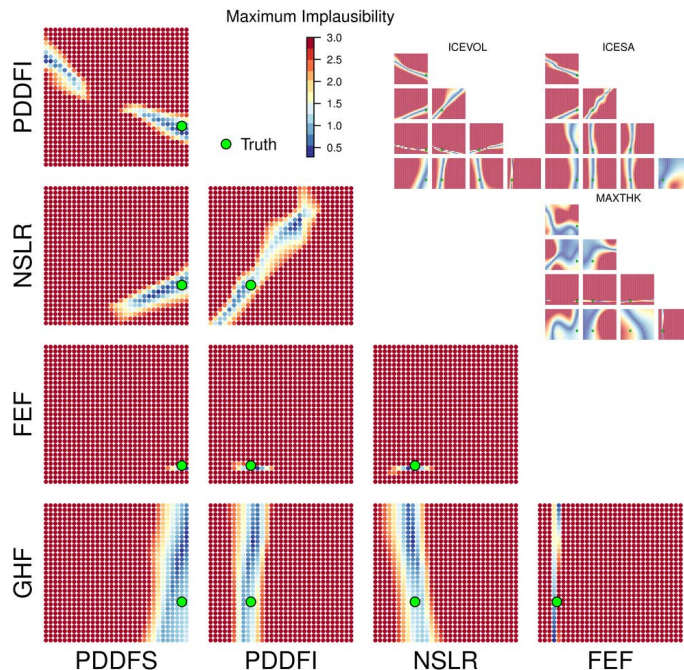 Maximum Implausibility
3.0
2.5
2.0
1.5
1.0
0.5
Truth
ICEVOL
ICESA
MAXTHK
PDDFI
NSLR
FEF
GHF
PDDFS
PDDFI
NSLR
FEF